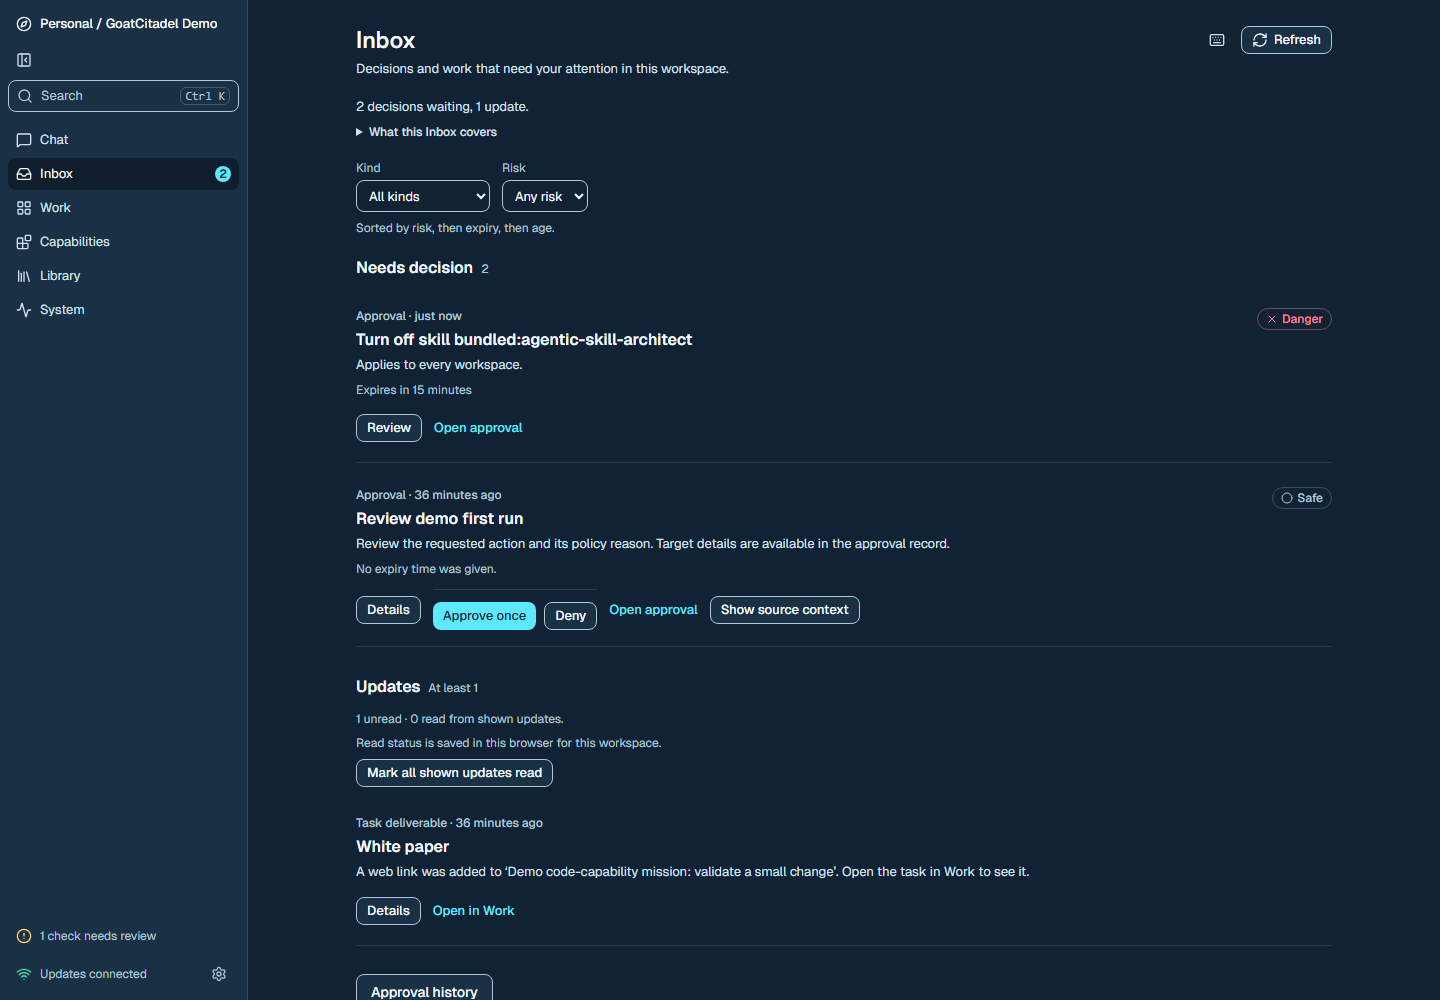 Personal / GoatCitadel Demo
Search
Ctrl K
Chat
Inbox
2
Work
Capabilities
Library
System
1 check needs review
Updates connected
Inbox
Refresh
Decisions and work that need your attention in this workspace.
2 decisions waiting, 1 update.
What this Inbox covers
Kind
Risk
All kinds
Any risk
Sorted by risk, then expiry, then age.
Needs decision 2
Approval · just now
Danger
Turn off skill bundled:agentic-skill-architect
Applies to every workspace.
Expires in 15 minutes
Review
Open approval
Approval · 36 minutes ago
Safe
Review demo first run
Review the requested action and its policy reason. Target details are available in the approval record.
No expiry time was given.
Details
Approve once
Deny
Open approval
Show source context
Updates At least 1
1 unread · 0 read from shown updates.
Read status is saved in this browser for this workspace.
Mark all shown updates read
Task deliverable · 36 minutes ago
White paper
A web link was added to ‘Demo code-capability mission: validate a small change’. Open the task in Work to see it.
Details
Open in Work
Approval history